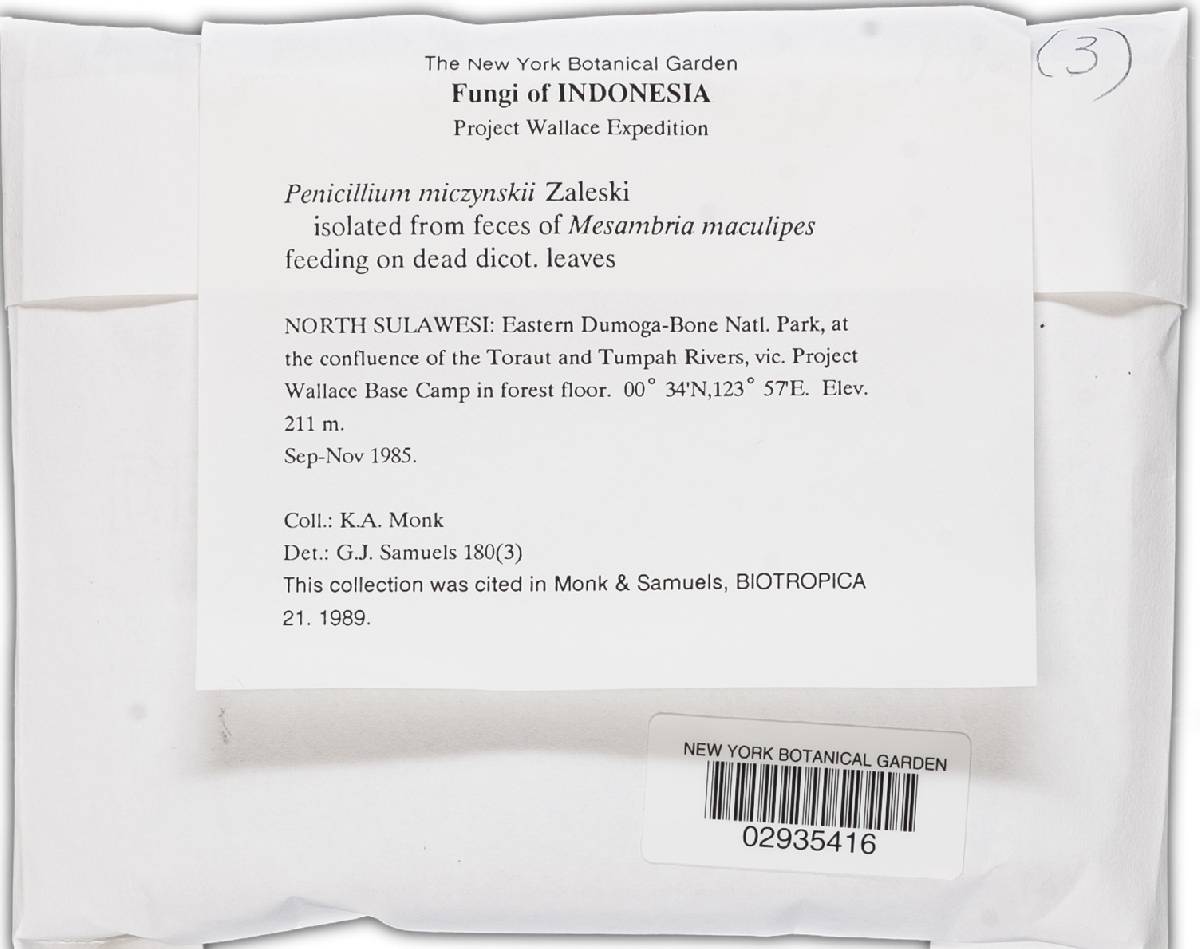 (3)
The New York Botanical Garden
Fungi of INDONESIA
Project Wallace Expedition
Penicillium miczynskii Zaleski
isolated from feces of Mesambria maculipes
feeding on dead dicot. leaves
NORTH SULAWESI: Eastern Dumoga-Bone Natl. Park, at
the confluence of the Toraut and Tumpah Rivers, vic. Project
Wallace Base Camp in forest floor. 00° 34'N,123° 57'E. Elev.
211 m.
Sep-Nov 1985.
Coll.: K.A. Monk
Det.: G.J. Samuels 180(3)
This collection was cited in Monk & Samuels, BIOTROPICA
21. 1989.
NEW YORK BOTANICAL GARDEN
02935416